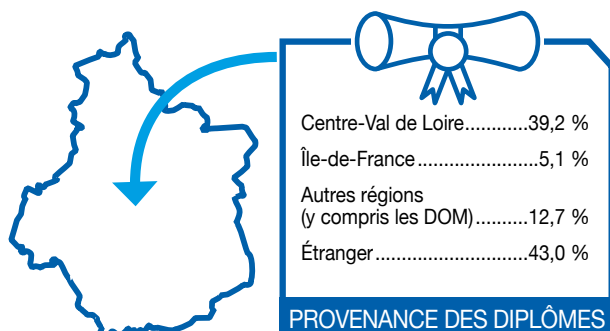 Centre-Val de Loire............39,2 %
Île-de-France....................5,1 %
Autres régions
(y compris les DOM).........12,7 %
Étranger.........................43,0 %
PROVENANCE DES DIPLÔMES